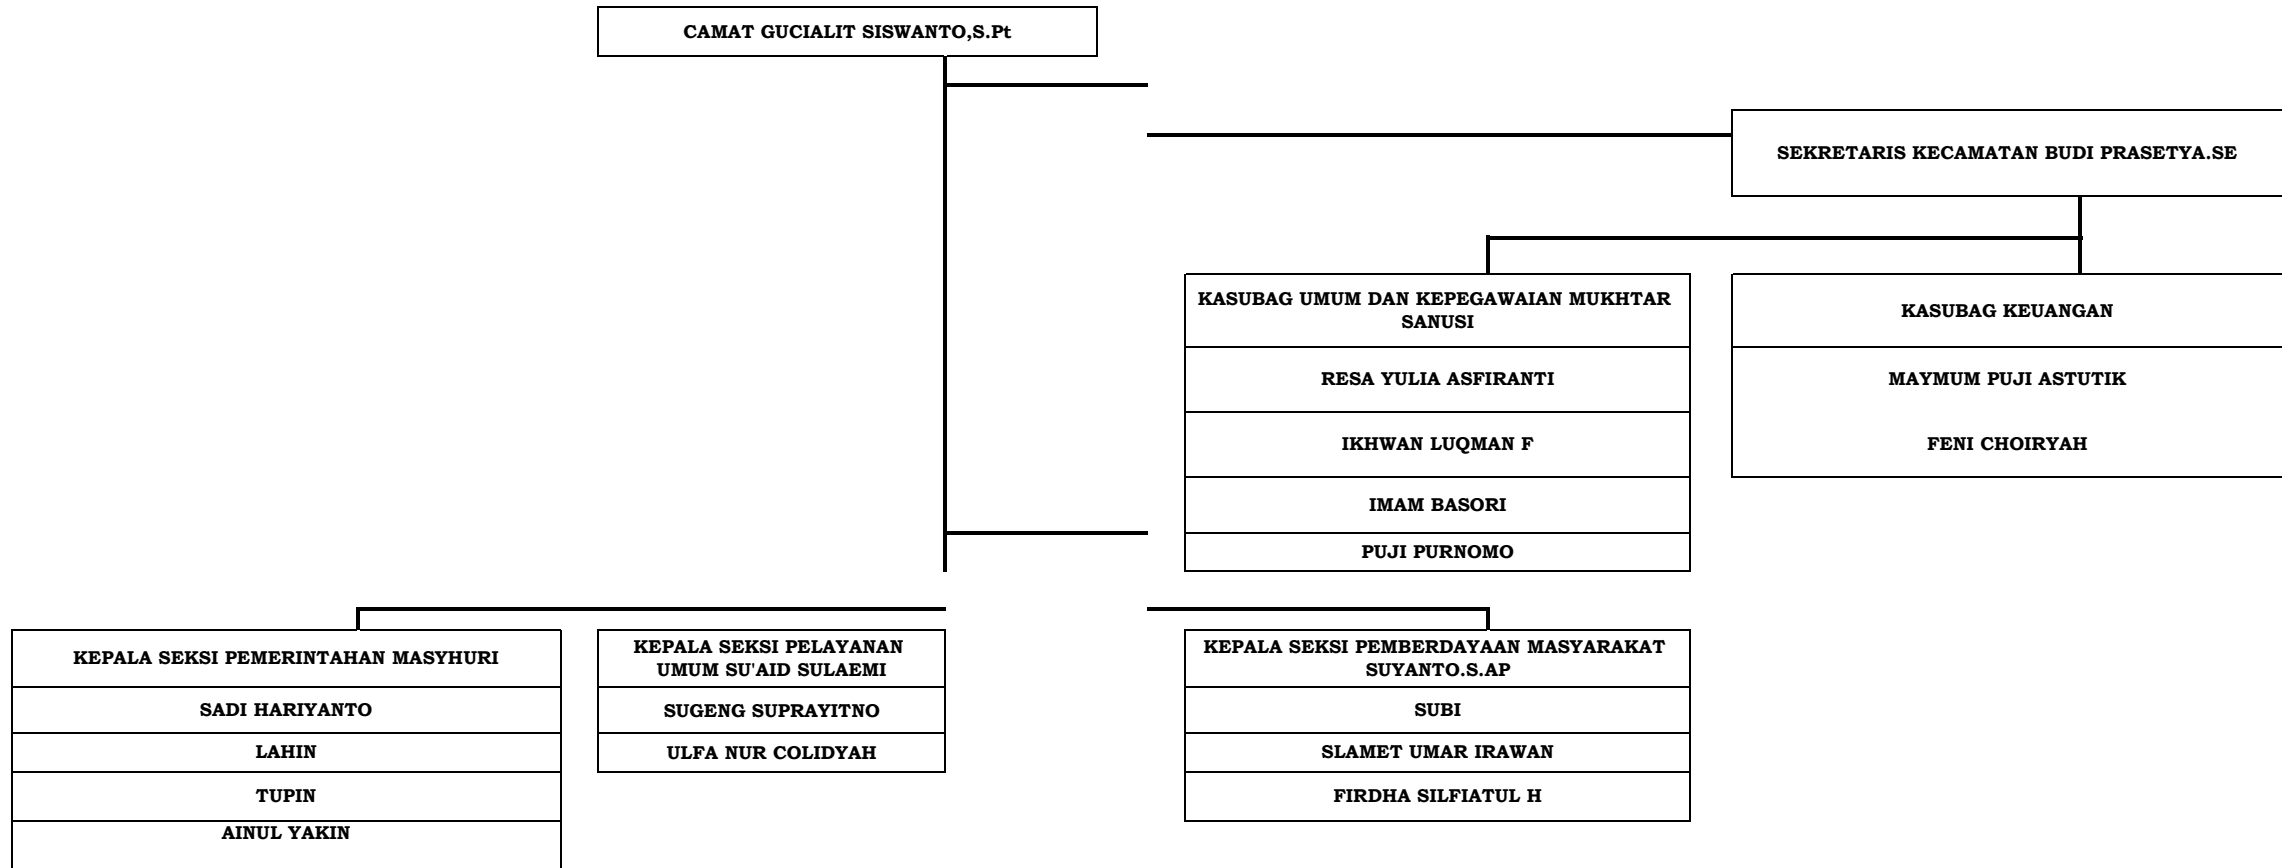 CAMAT GUCIALIT SISWANTO,S.Pt
SEKRETARIS KECAMATAN BUDI PRASETYA.SE
KASUBAG UMUM DAN KEPEGAWAIAN MUKHTAR
SANUSI
RESA YULIA ASFIRANTI
IKHWAN LUQMAN F
IMAM BASORI
PUJI PURNOMO
KASUBAG KEUANGAN
MAYMUM PUJI ASTUTIK
FENI CHOIRYAH
KEPALA SEKSI PEMERINTAHAN MASYHURI
SADI HARIYANTO
LAHIN
TUPIN
AINUL YAKIN
KEPALA SEKSI PELAYANAN
UMUM SU'AID SULAEMI
SUGENG SUPRAYITNO
ULFA NUR COLIDYAH
KEPALA SEKSI PEMBERDAYAAN MASYARAKAT
SUYANTO.S.AP
SUBI
SLAMET UMAR IRAWAN
FIRDHA SILFIATUL H